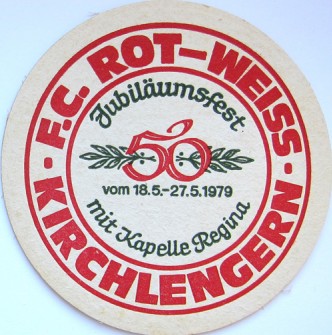 F.C. ROT-WEISS
KIRCHLENGERN
Jubiläumsfest
50
vom 18.5.-27.5.1979
mit Kapelle Regina